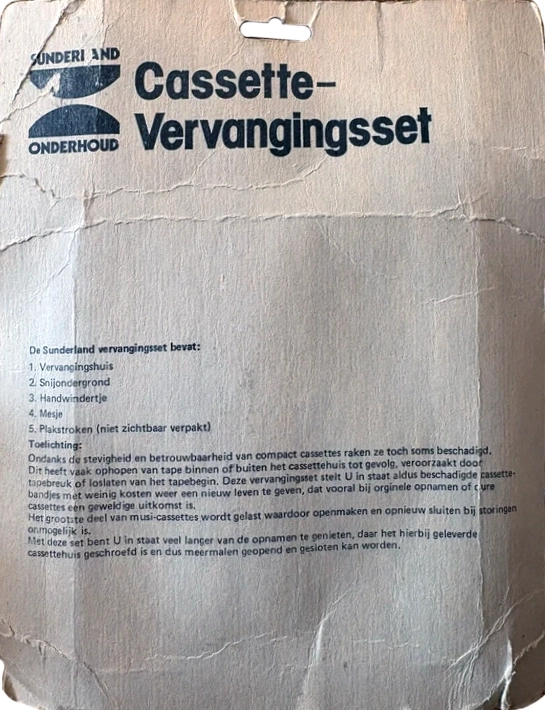 SUNDERLAND
ONDERHOUD
Cassette-
Vervangingsset
De Sunderland vervangingsset bevat:
1. Vervangingshuis
2. Snijondergrond
3. Handwindertje
4. Mesje
5. Plakstroken (niet zichtbaar verpakt)
Toelichting:
Ondanks de stevigheid en betrouwbaarheid van compact cassettes raken ze toch soms beschadigd.
Dit heeft vaak ophopen van tape binnen of buiten het cassettehuis tot gevolg, veroorzaakt door
tapebreuk of loslaten van het tapebegin. Deze vervangingsset stelt U in staat aldus beschadigde cassette-
bandjes met weinig kosten weer een nieuw leven te geven, dat vooral bij orginele opnamen of dure
cassettes een geweldige uitkomst is.
Het grootste deel van musi-cassettes wordt gelast waardoor openmaken en opnieuw sluiten bij storingen
onmogelijk is.
Met deze set bent U in staat veel langer van de opnamen te genieten, daar het hierbij geleverde
cassettehuis geschroefd is en dus meermalen geopend en gesloten kan worden.